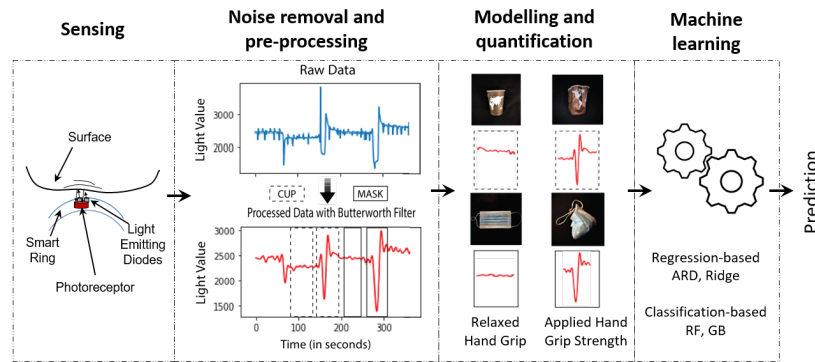 Sensing
Noise removal and
pre-processing
Modelling and
quantification
Machine
learning
Surface
Smart
Ring
Light
Emitting
Diodes
Photoreceptor
Raw Data
Light Value
3000
2000
CUP
MASK
Processed Data with Butterworth Filter
Light Value
3000
2500
2000
1500
0
100
200
300
Time (in seconds)
Relaxed
Hand Grip
Applied Hand
Grip Strength
Regression-based
ARD, Ridge
Classification-based
RF, GB
Prediction